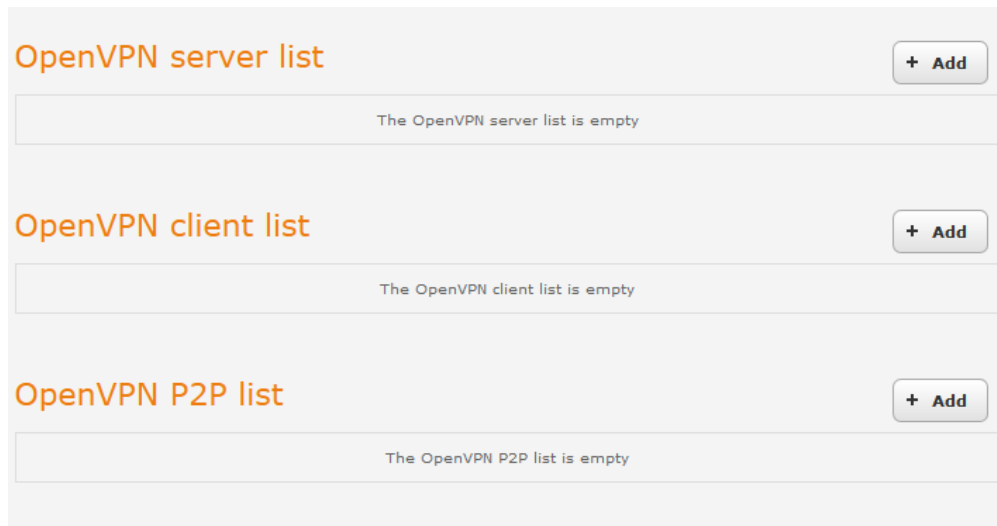 OpenVPN server list
+ Add
The OpenVPN server list is empty
OpenVPN client list
+ Add
The OpenVPN client list is empty
OpenVPN P2P list
+ Add
The OpenVPN P2P list is empty